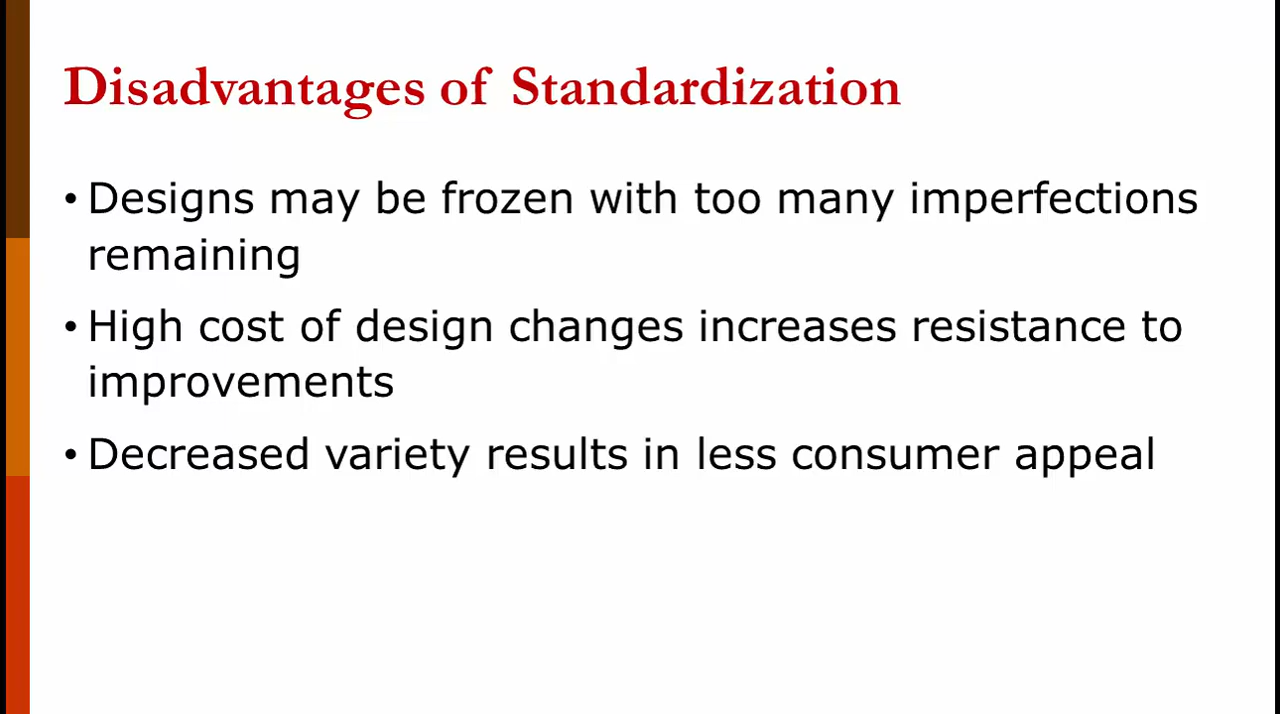 Disadvantages of Standardization
• Designs may be frozen with too many imperfections
remaining
• High cost of design changes increases resistance to
improvements
• Decreased variety results in less consumer appeal